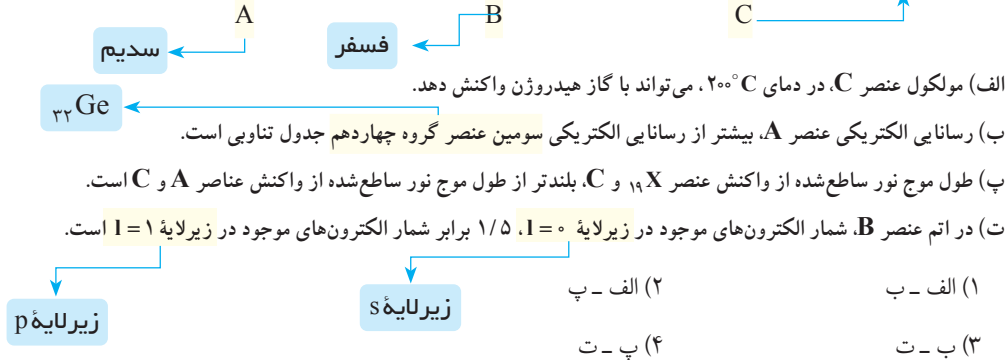 A B C
سدیم
فسفر
الف) مولکول عنصر C، در دمای ۲۰۰°C، می‌تواند با گاز هیدروژن واکنش دهد.
₃₂Ge
ب) رسانایی الکتریکی عنصر A، بیشتر از رسانایی الکتریکی سومین عنصر گروه چهاردهم جدول تناوبی است.
پ) طول موج نور ساطع‌شده از واکنش عنصر ₁₉X و C، بلندتر از طول موج نور ساطع‌شده از واکنش عناصر A و C است.
ت) در اتم عنصر B، شمار الکترون‌های موجود در زیرلایهٔ l = ۰، ۱/۵ برابر شمار الکترون‌های موجود در زیرلایهٔ l = ۱ است.
۱) الف ـ ب
۲) الف ـ پ
زیرلایهٔ s
زیرلایهٔ p
۳) ب ـ ت
۴) پ ـ ت